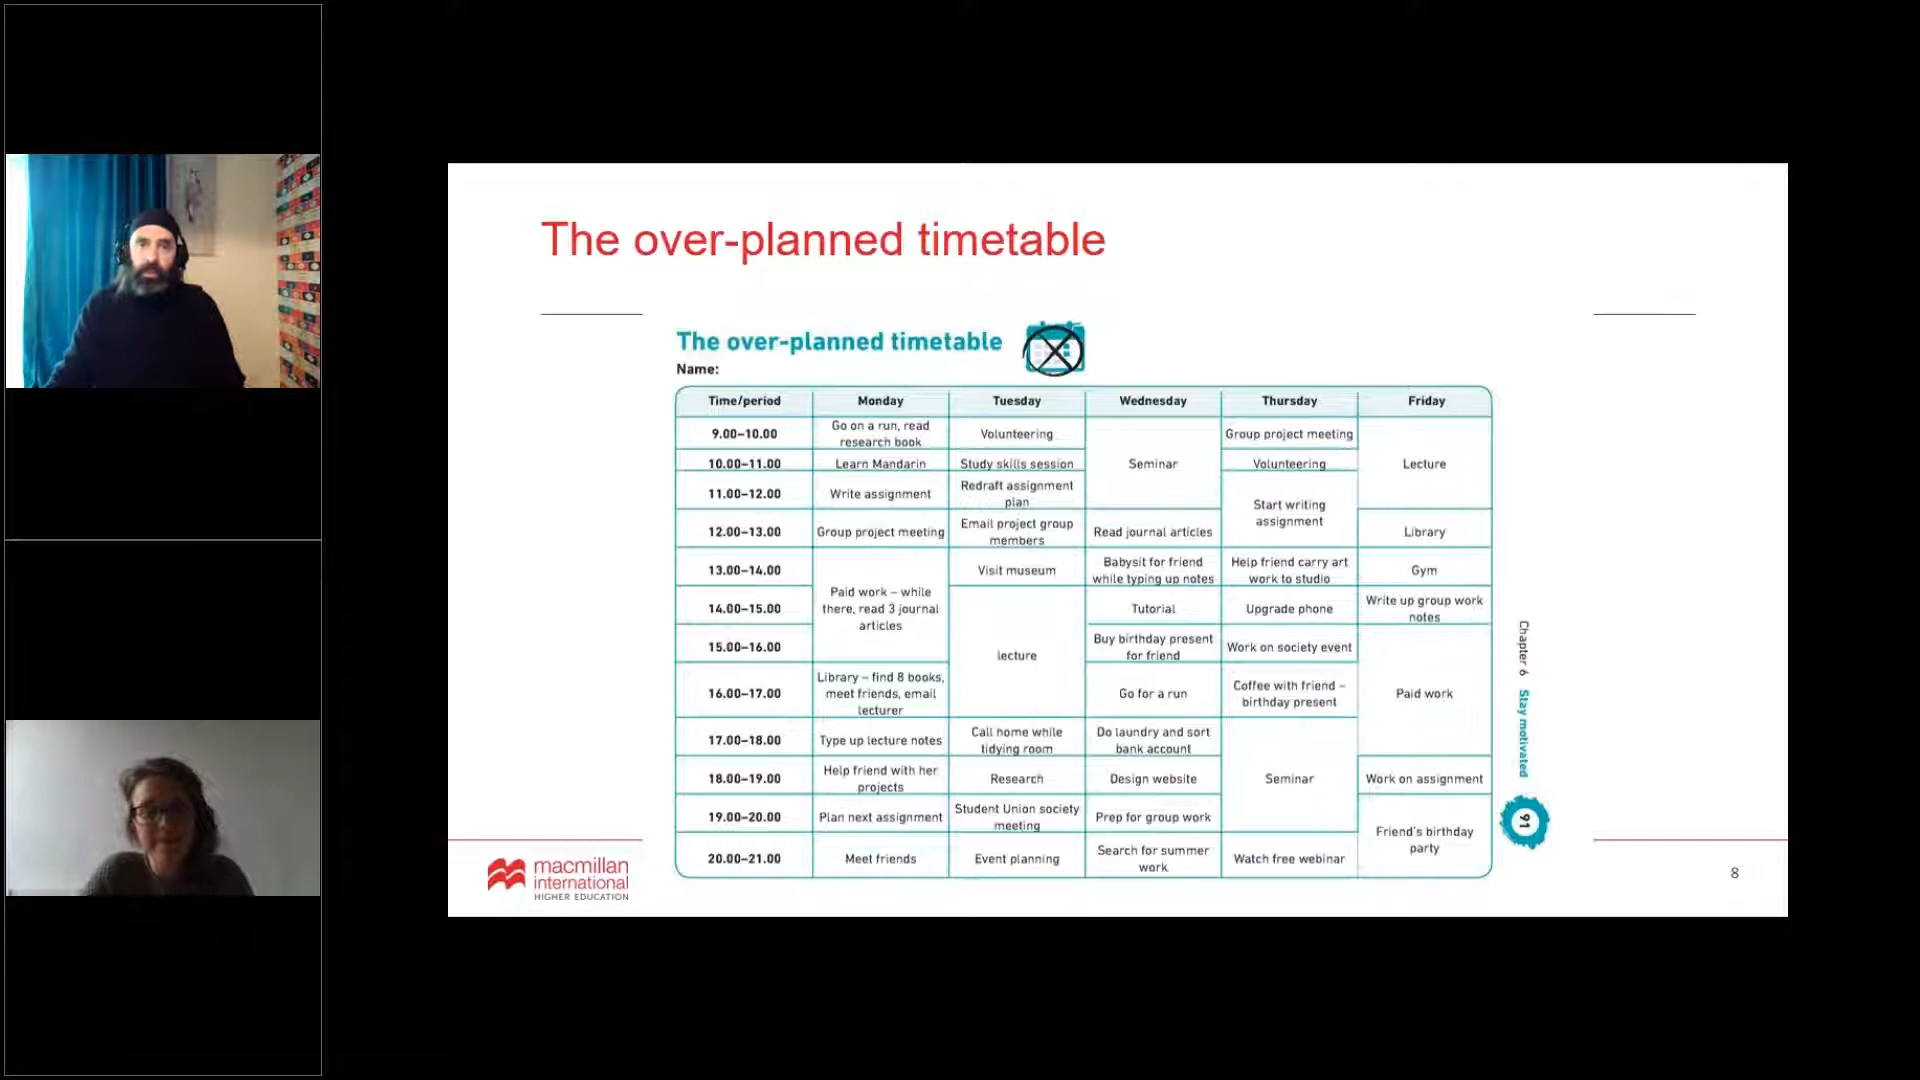 The over-planned timetable
The over-planned timetable
Name:
Time/period Monday Tuesday Wednesday Thursday Friday
9.00–10.00
Go on a run, read
research book
Volunteering
Seminar
Group project meeting
Lecture
10.00–11.00
Learn Mandarin
Study skills session
Volunteering
11.00–12.00
Write assignment
Redraft assignment
plan
Start writing
assignment
12.00–13.00
Group project meeting
Email project group
members
Read journal articles
Library
13.00–14.00
Paid work – while
there, read 3 journal
articles
Visit museum
Babysit for friend
while typing up notes
Help friend carry art
work to studio
Gym
14.00–15.00
lecture
Tutorial
Upgrade phone
Write up group work
notes
15.00–16.00
Buy birthday present
for friend
Work on society event
Paid work
16.00–17.00
Library – find 8 books,
meet friends, email
lecturer
Go for a run
Coffee with friend –
birthday present
17.00–18.00
Type up lecture notes
Call home while
tidying room
Do laundry and sort
bank account
Seminar
18.00–19.00
Help friend with her
projects
Research
Design website
Work on assignment
19.00–20.00
Plan next assignment
Student Union society
meeting
Prep for group work
Friend's birthday
party
20.00–21.00
Meet friends
Event planning
Search for summer
work
Watch free webinar
Chapter 6 Stay motivated
91
macmillan
international
HIGHER EDUCATION
8